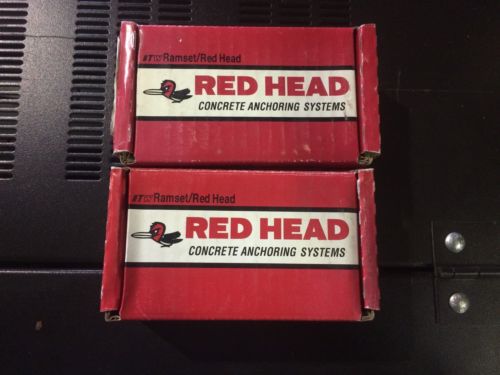 ITW Ramset/Red Head
RED HEAD
CONCRETE ANCHORING SYSTEMS
ITW Ramset/Red Head
RED HEAD
CONCRETE ANCHORING SYSTEMS